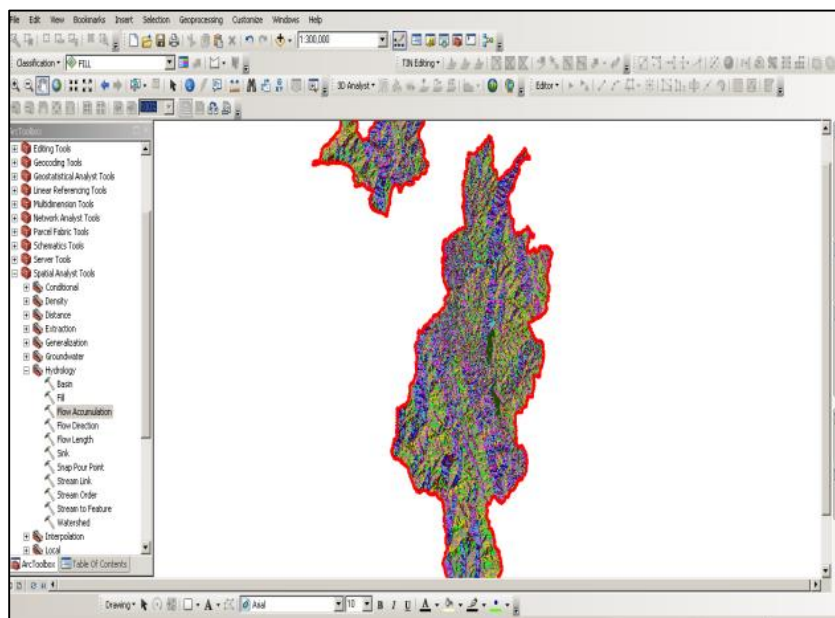 File Edit View Bookmarks Insert Selection Geoprocessing Customize Windows Help
1:300,000
Classification FILL TIN Editing
3D Analyst Editor
ArcToolbox
Editing Tools
Geocoding Tools
Geostatistical Analyst Tools
Linear Referencing Tools
Multidimension Tools
Network Analyst Tools
Parcel Fabric Tools
Schematics Tools
Server Tools
Spatial Analyst Tools
Conditional
Density
Distance
Extraction
Generalization
Groundwater
Hydrology
Basin
Fill
Flow Accumulation
Flow Direction
Flow Length
Sink
Snap Pour Point
Stream Link
Stream Order
Stream to Feature
Watershed
Interpolation
Local
ArcToolbox Table Of Contents
Drawing A Arial 10 B I U A